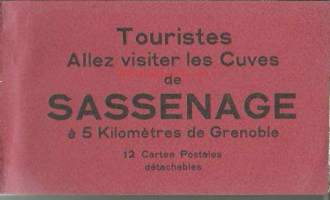 Touristes
Allez visiter les Cuves
de
SASSENAGE
à 5 Kilomètres de Grenoble
12 Cartes Postales
détachables